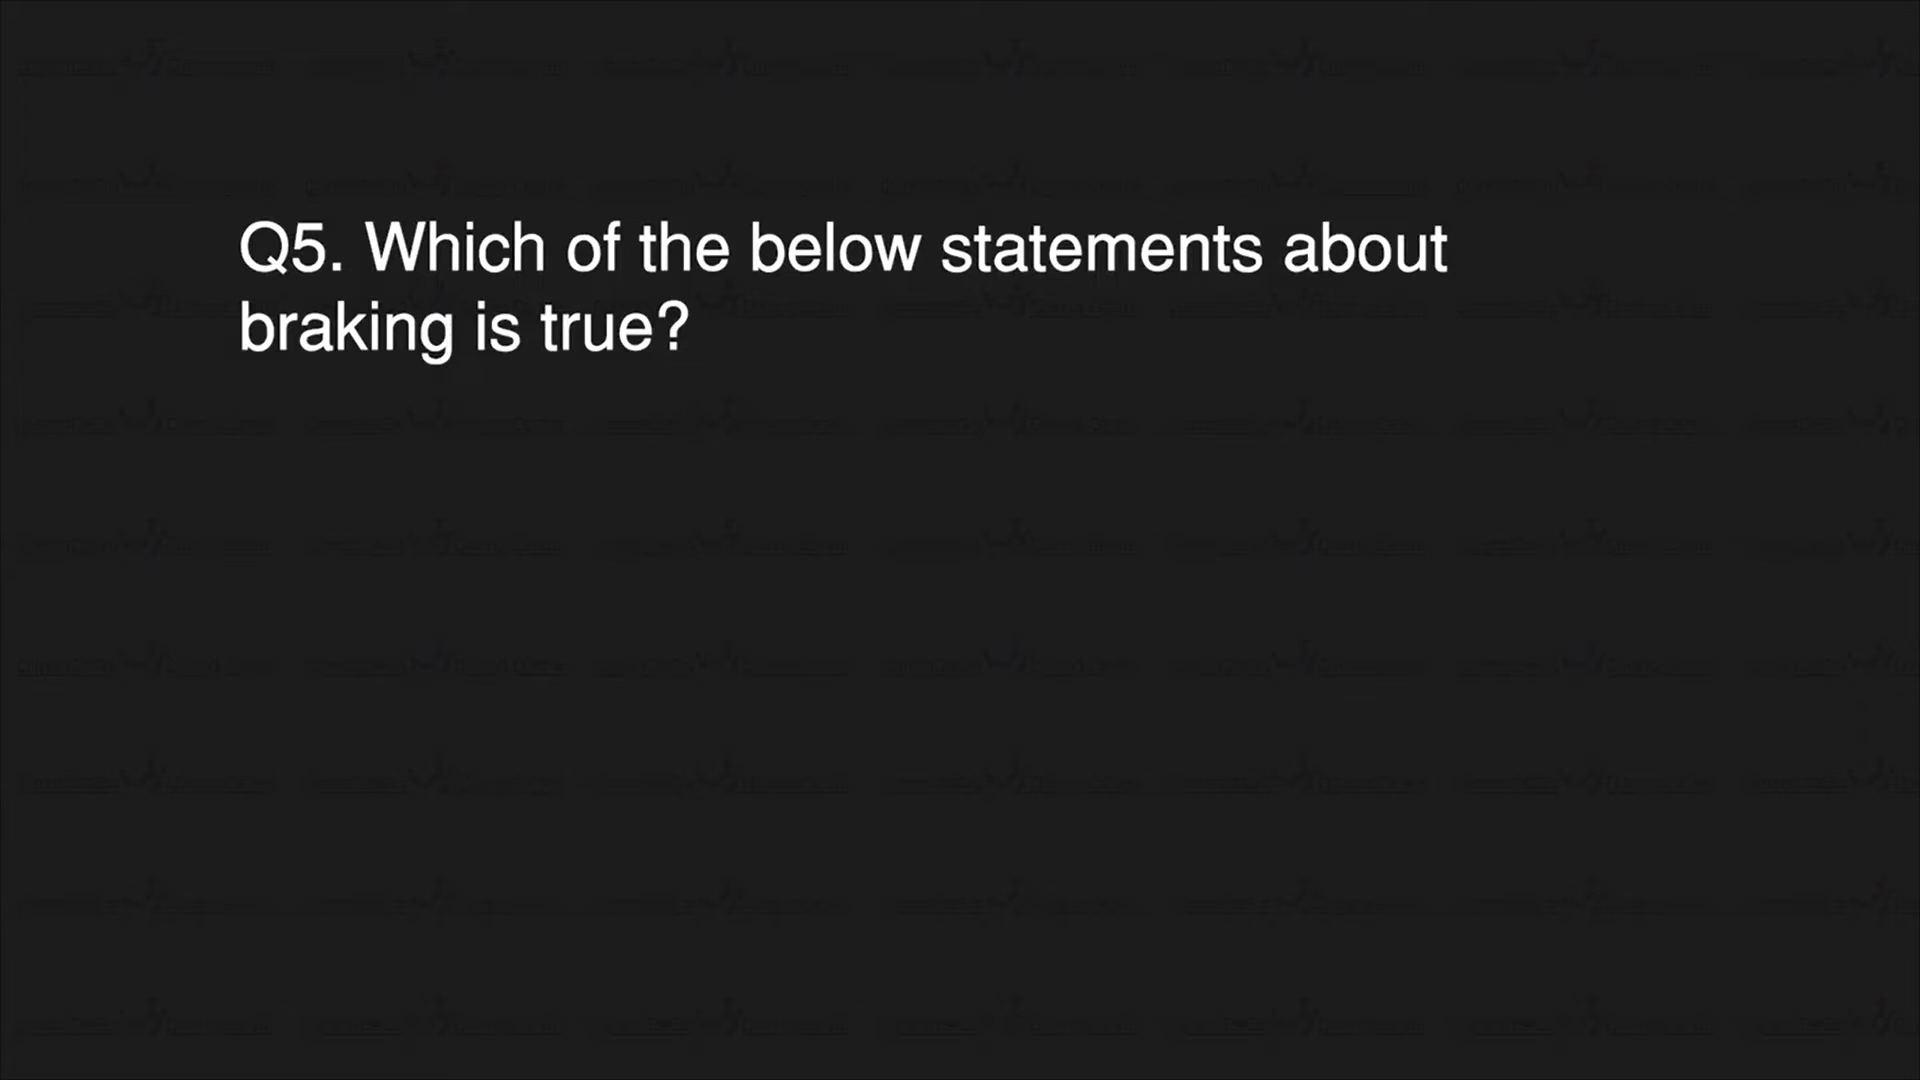 Q5. Which of the below statements about
braking is true?